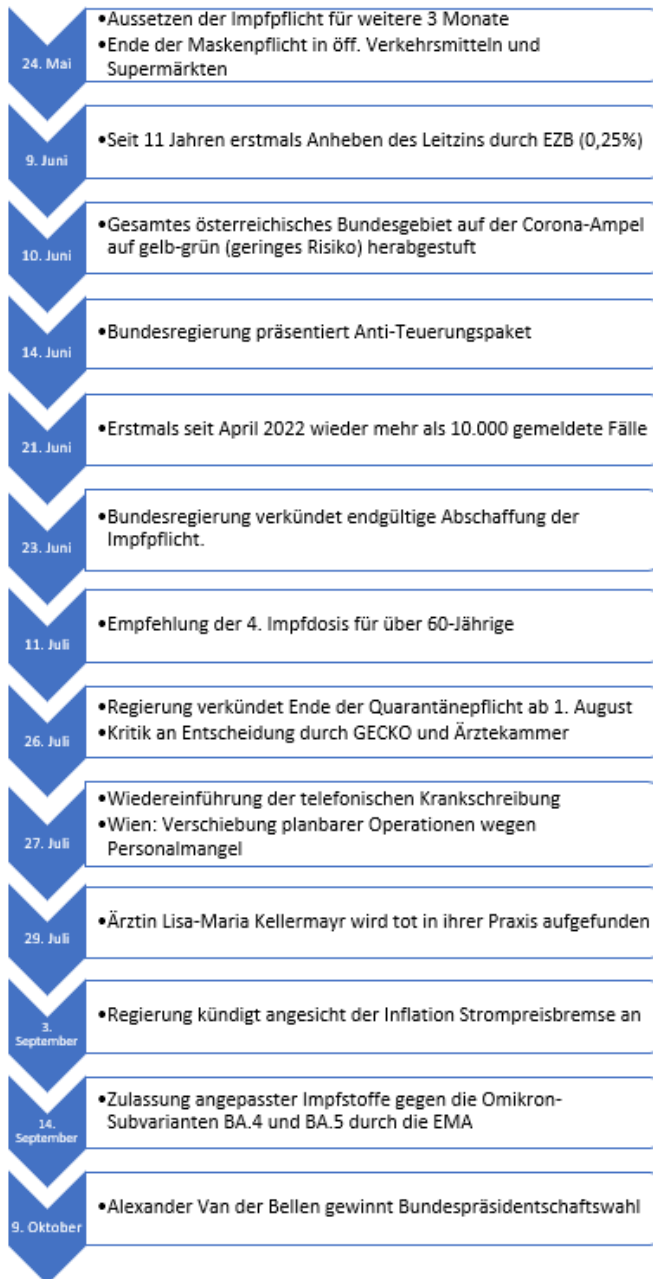 24. Mai
•Aussetzen der Impfpflicht für weitere 3 Monate
•Ende der Maskenpflicht in öff. Verkehrsmitteln und
Supermärkten
9. Juni
•Seit 11 Jahren erstmals Anheben des Leitzins durch EZB (0,25%)
10. Juni
•Gesamtes österreichisches Bundesgebiet auf der Corona-Ampel
auf gelb-grün (geringes Risiko) herabgestuft
14. Juni
•Bundesregierung präsentiert Anti-Teuerungspaket
21. Juni
•Erstmals seit April 2022 wieder mehr als 10.000 gemeldete Fälle
23. Juni
•Bundesregierung verkündet endgültige Abschaffung der
Impfpflicht.
11. Juli
•Empfehlung der 4. Impfdosis für über 60-Jährige
26. Juli
•Regierung verkündet Ende der Quarantänepflicht ab 1. August
•Kritik an Entscheidung durch GECKO und Ärztekammer
27. Juli
•Wiedereinführung der telefonischen Krankschreibung
•Wien: Verschiebung planbarer Operationen wegen
Personalmangel
29. Juli
•Ärztin Lisa-Maria Kellermayr wird tot in ihrer Praxis aufgefunden
3.
September
•Regierung kündigt angesicht der Inflation Strompreisbremse an
14.
September
•Zulassung angepasster Impfstoffe gegen die Omikron-
Subvarianten BA.4 und BA.5 durch die EMA
9. Oktober
•Alexander Van der Bellen gewinnt Bundespräsidentschaftswahl